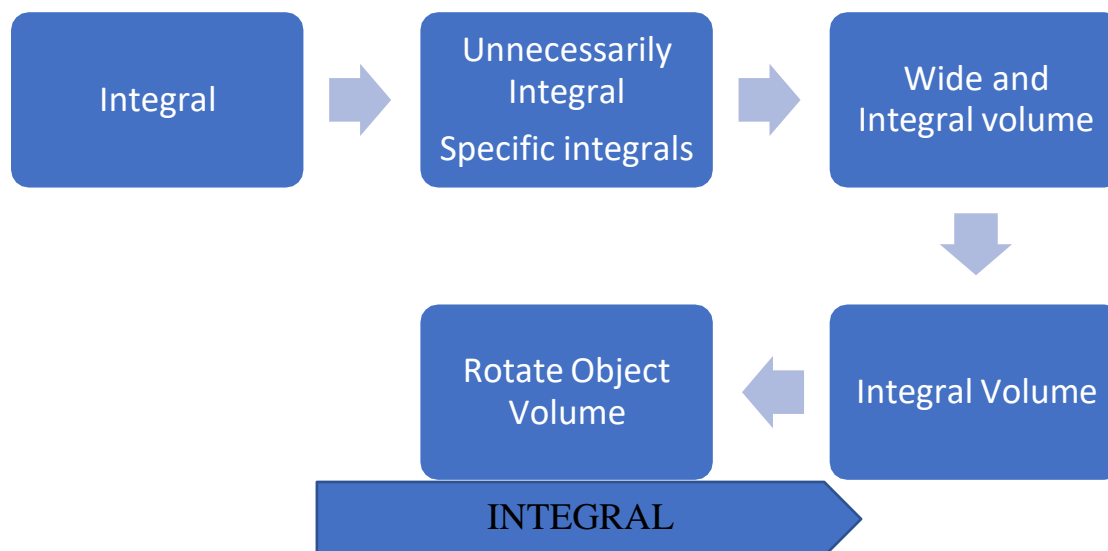 Integral
Unnecessarily
Integral
Specific integrals
Wide and
Integral volume
Integral Volume
Rotate Object
Volume
INTEGRAL